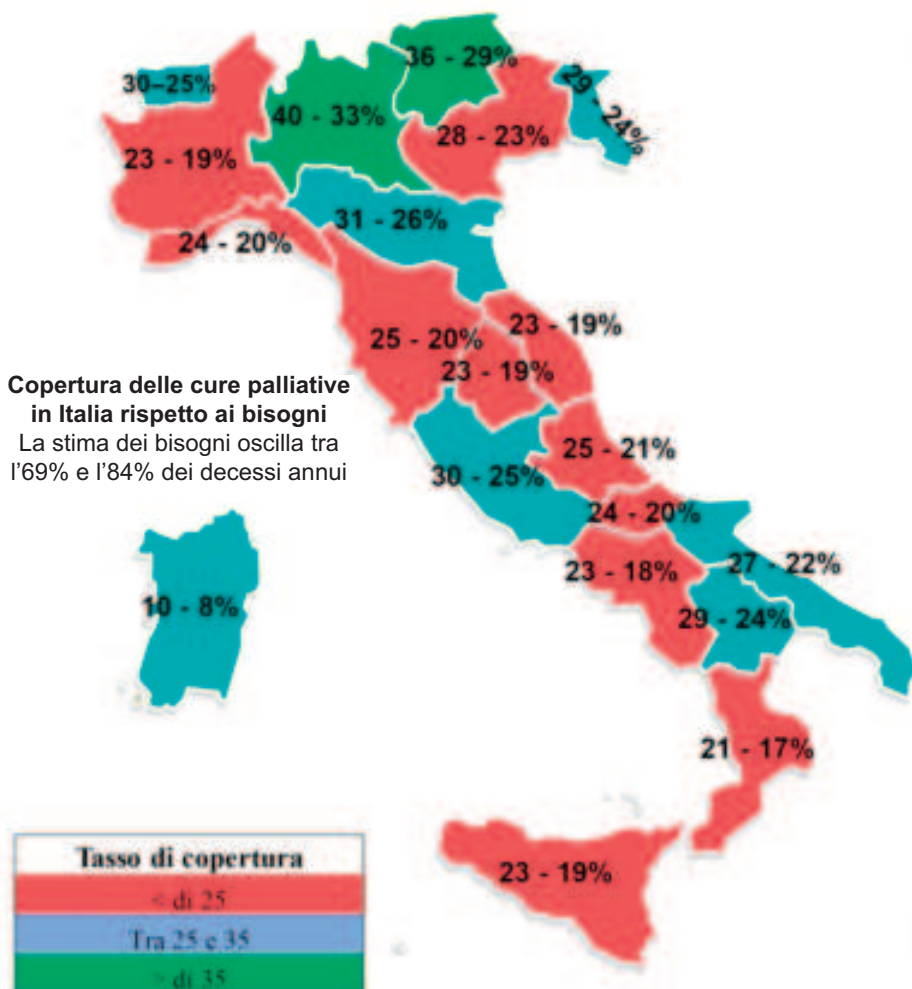 36 - 29%
30–25%
29 - 24%
40 - 33%
28 - 23%
23 - 19%
31 - 26%
24 - 20%
23 - 19%
25 - 20%
23 - 19%
Copertura delle cure palliative
in Italia rispetto ai bisogni
La stima dei bisogni oscilla tra
l'69% e l'84% dei decessi annui
25 - 21%
30 - 25%
24 - 20%
27 - 22%
23 - 18%
10 - 8%
29 - 24%
21 - 17%
23 - 19%
Tasso di copertura
< di 25
Tra 25 e 35
> di 35